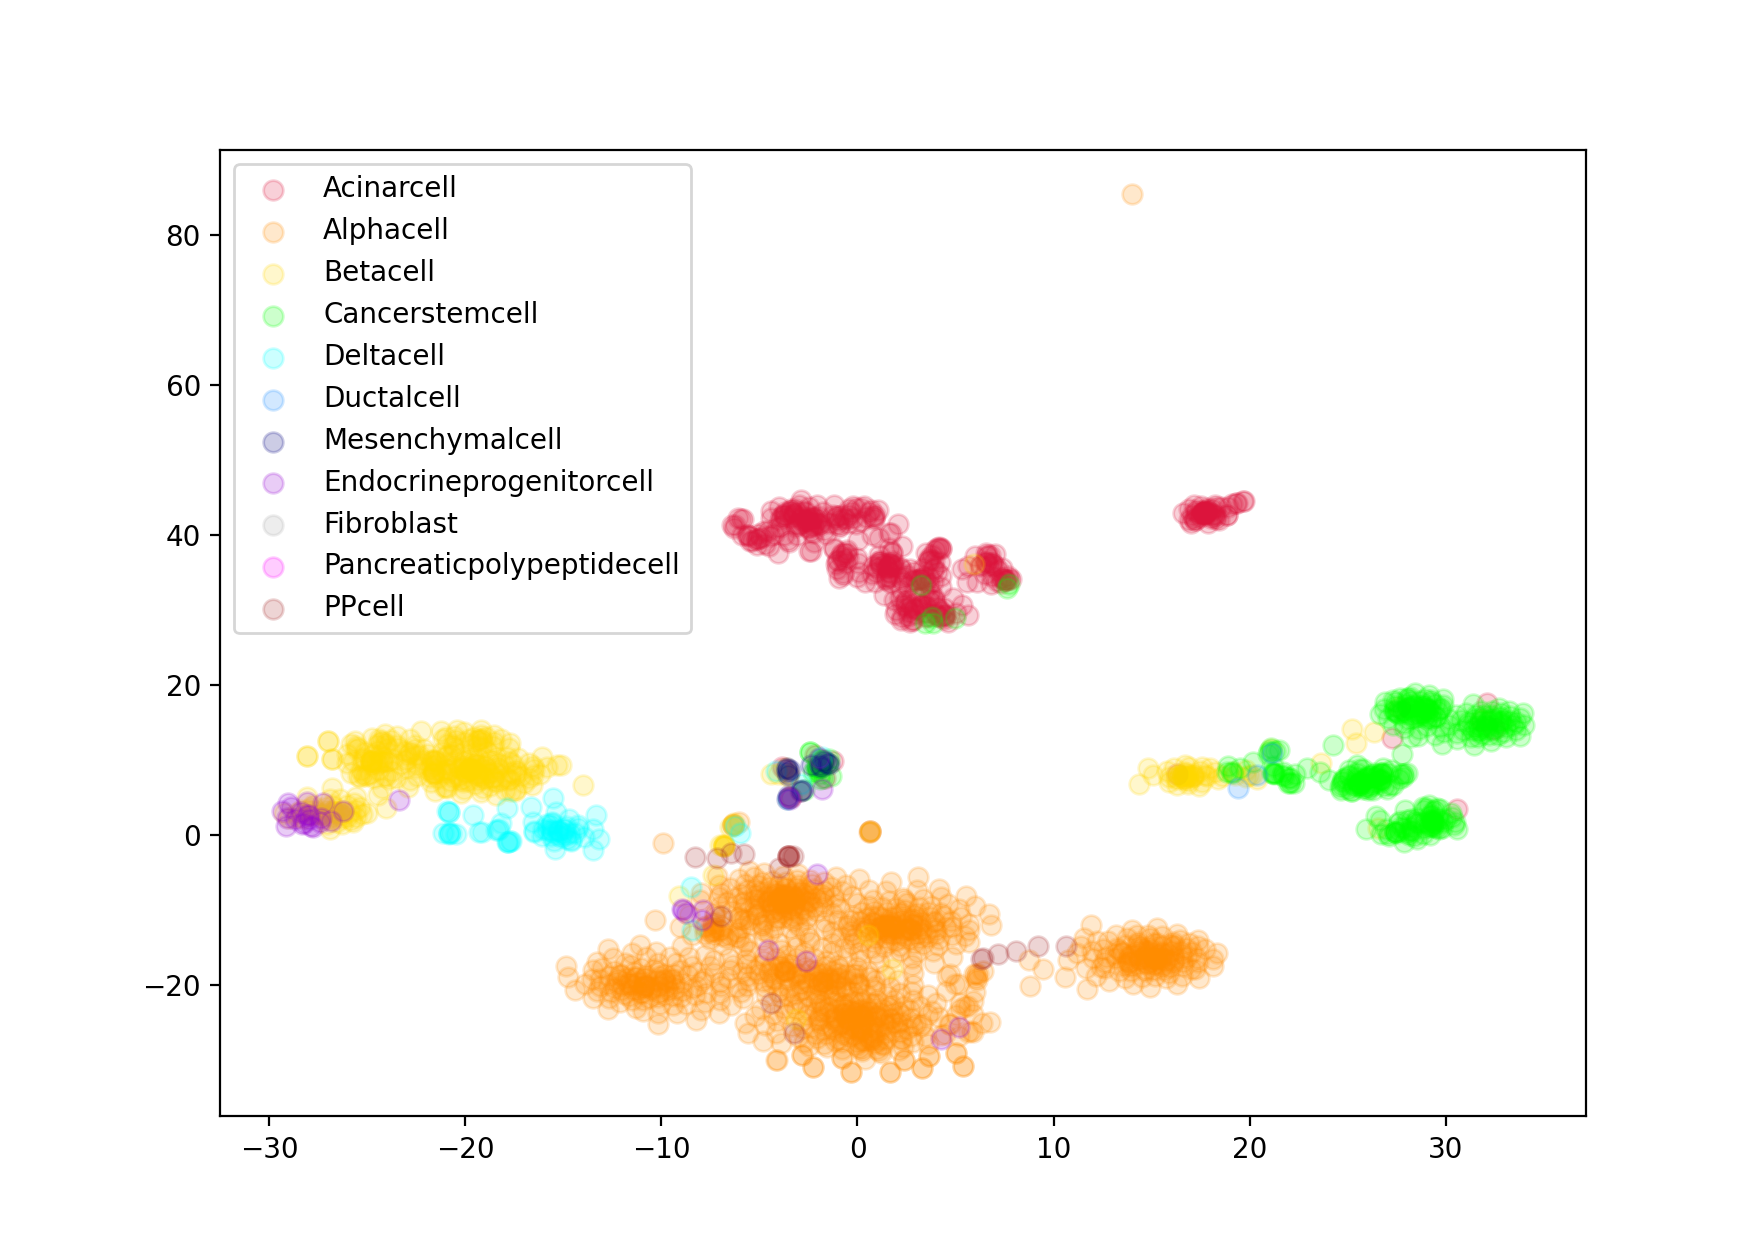 Acinarcell
Alphacell
Betacell
Cancerstemcell
Deltacell
Ductalcell
Mesenchymalcell
Endocrineprogenitorcell
Fibroblast
Pancreaticpolypeptidecell
PPcell
80
60
40
20
0
−20
−30 −20 −10 0 10 20 30